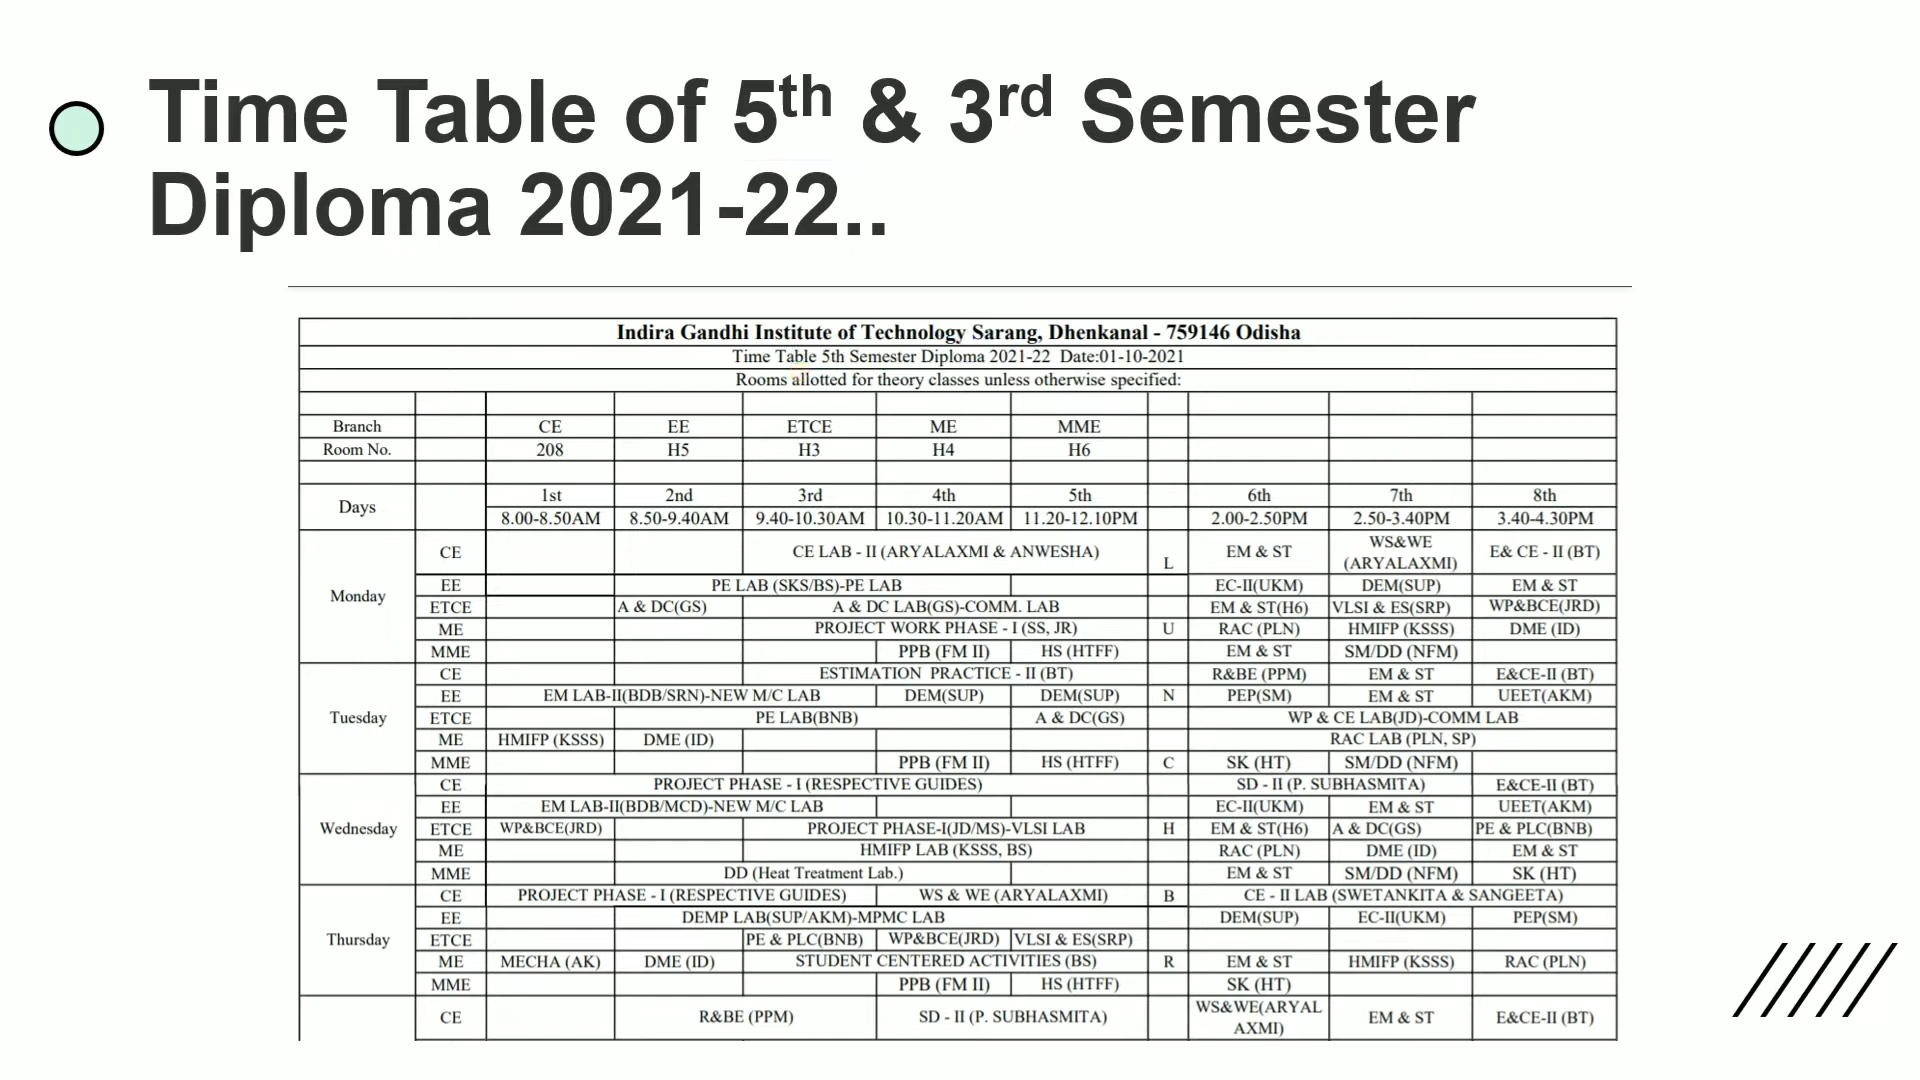 Time Table of 5th & 3rd Semester
Diploma 2021-22..
Indira Gandhi Institute of Technology Sarang, Dhenkanal - 759146 Odisha
Time Table 5th Semester Diploma 2021-22 Date:01-10-2021
Rooms allotted for theory classes unless otherwise specified:
Branch CE EE ETCE ME MME
Room No. 208 H5 H3 H4 H6
Days 1st 2nd 3rd 4th 5th 6th 7th 8th
8.00-8.50AM 8.50-9.40AM 9.40-10.30AM 10.30-11.20AM 11.20-12.10PM 2.00-2.50PM 2.50-3.40PM 3.40-4.30PM
Monday CE CE LAB - II (ARYALAXMI & ANWESHA) L EM & ST WS&WE (ARYALAXMI) E& CE - II (BT)
EE PE LAB (SKS/BS)-PE LAB EC-II(UKM) DEM(SUP) EM & ST
ETCE A & DC(GS) A & DC LAB(GS)-COMM. LAB EM & ST(H6) VLSI & ES(SRP) WP&BCE(JRD)
ME PROJECT WORK PHASE - I (SS, JR) U RAC (PLN) HMIFP (KSSS) DME (ID)
MME PPB (FM II) HS (HTFF) EM & ST SM/DD (NFM)
Tuesday CE ESTIMATION PRACTICE - II (BT) R&BE (PPM) EM & ST E&CE-II (BT)
EE EM LAB-II(BDB/SRN)-NEW M/C LAB DEM(SUP) DEM(SUP) N PEP(SM) EM & ST UEET(AKM)
ETCE PE LAB(BNB) A & DC(GS) WP & CE LAB(JD)-COMM LAB
ME HMIFP (KSSS) DME (ID) RAC LAB (PLN, SP)
MME PPB (FM II) HS (HTFF) C SK (HT) SM/DD (NFM)
Wednesday CE PROJECT PHASE - I (RESPECTIVE GUIDES) SD - II (P. SUBHASMITA) E&CE-II (BT)
EE EM LAB-II(BDB/MCD)-NEW M/C LAB EC-II(UKM) EM & ST UEET(AKM)
ETCE WP&BCE(JRD) PROJECT PHASE-I(JD/MS)-VLSI LAB H EM & ST(H6) A & DC(GS) PE & PLC(BNB)
ME HMIFP LAB (KSSS, BS) RAC (PLN) DME (ID) EM & ST
MME DD (Heat Treatment Lab.) EM & ST SM/DD (NFM) SK (HT)
Thursday CE PROJECT PHASE - I (RESPECTIVE GUIDES) WS & WE (ARYALAXMI) B CE - II LAB (SWETANKITA & SANGEETA)
EE DEMP LAB(SUP/AKM)-MPMC LAB DEM(SUP) EC-II(UKM) PEP(SM)
ETCE PE & PLC(BNB) WP&BCE(JRD) VLSI & ES(SRP)
ME MECHA (AK) DME (ID) STUDENT CENTERED ACTIVITIES (BS) R EM & ST HMIFP (KSSS) RAC (PLN)
MME PPB (FM II) HS (HTFF) SK (HT)
CE R&BE (PPM) SD - II (P. SUBHASMITA) WS&WE(ARYALAXMI) EM & ST E&CE-II (BT)